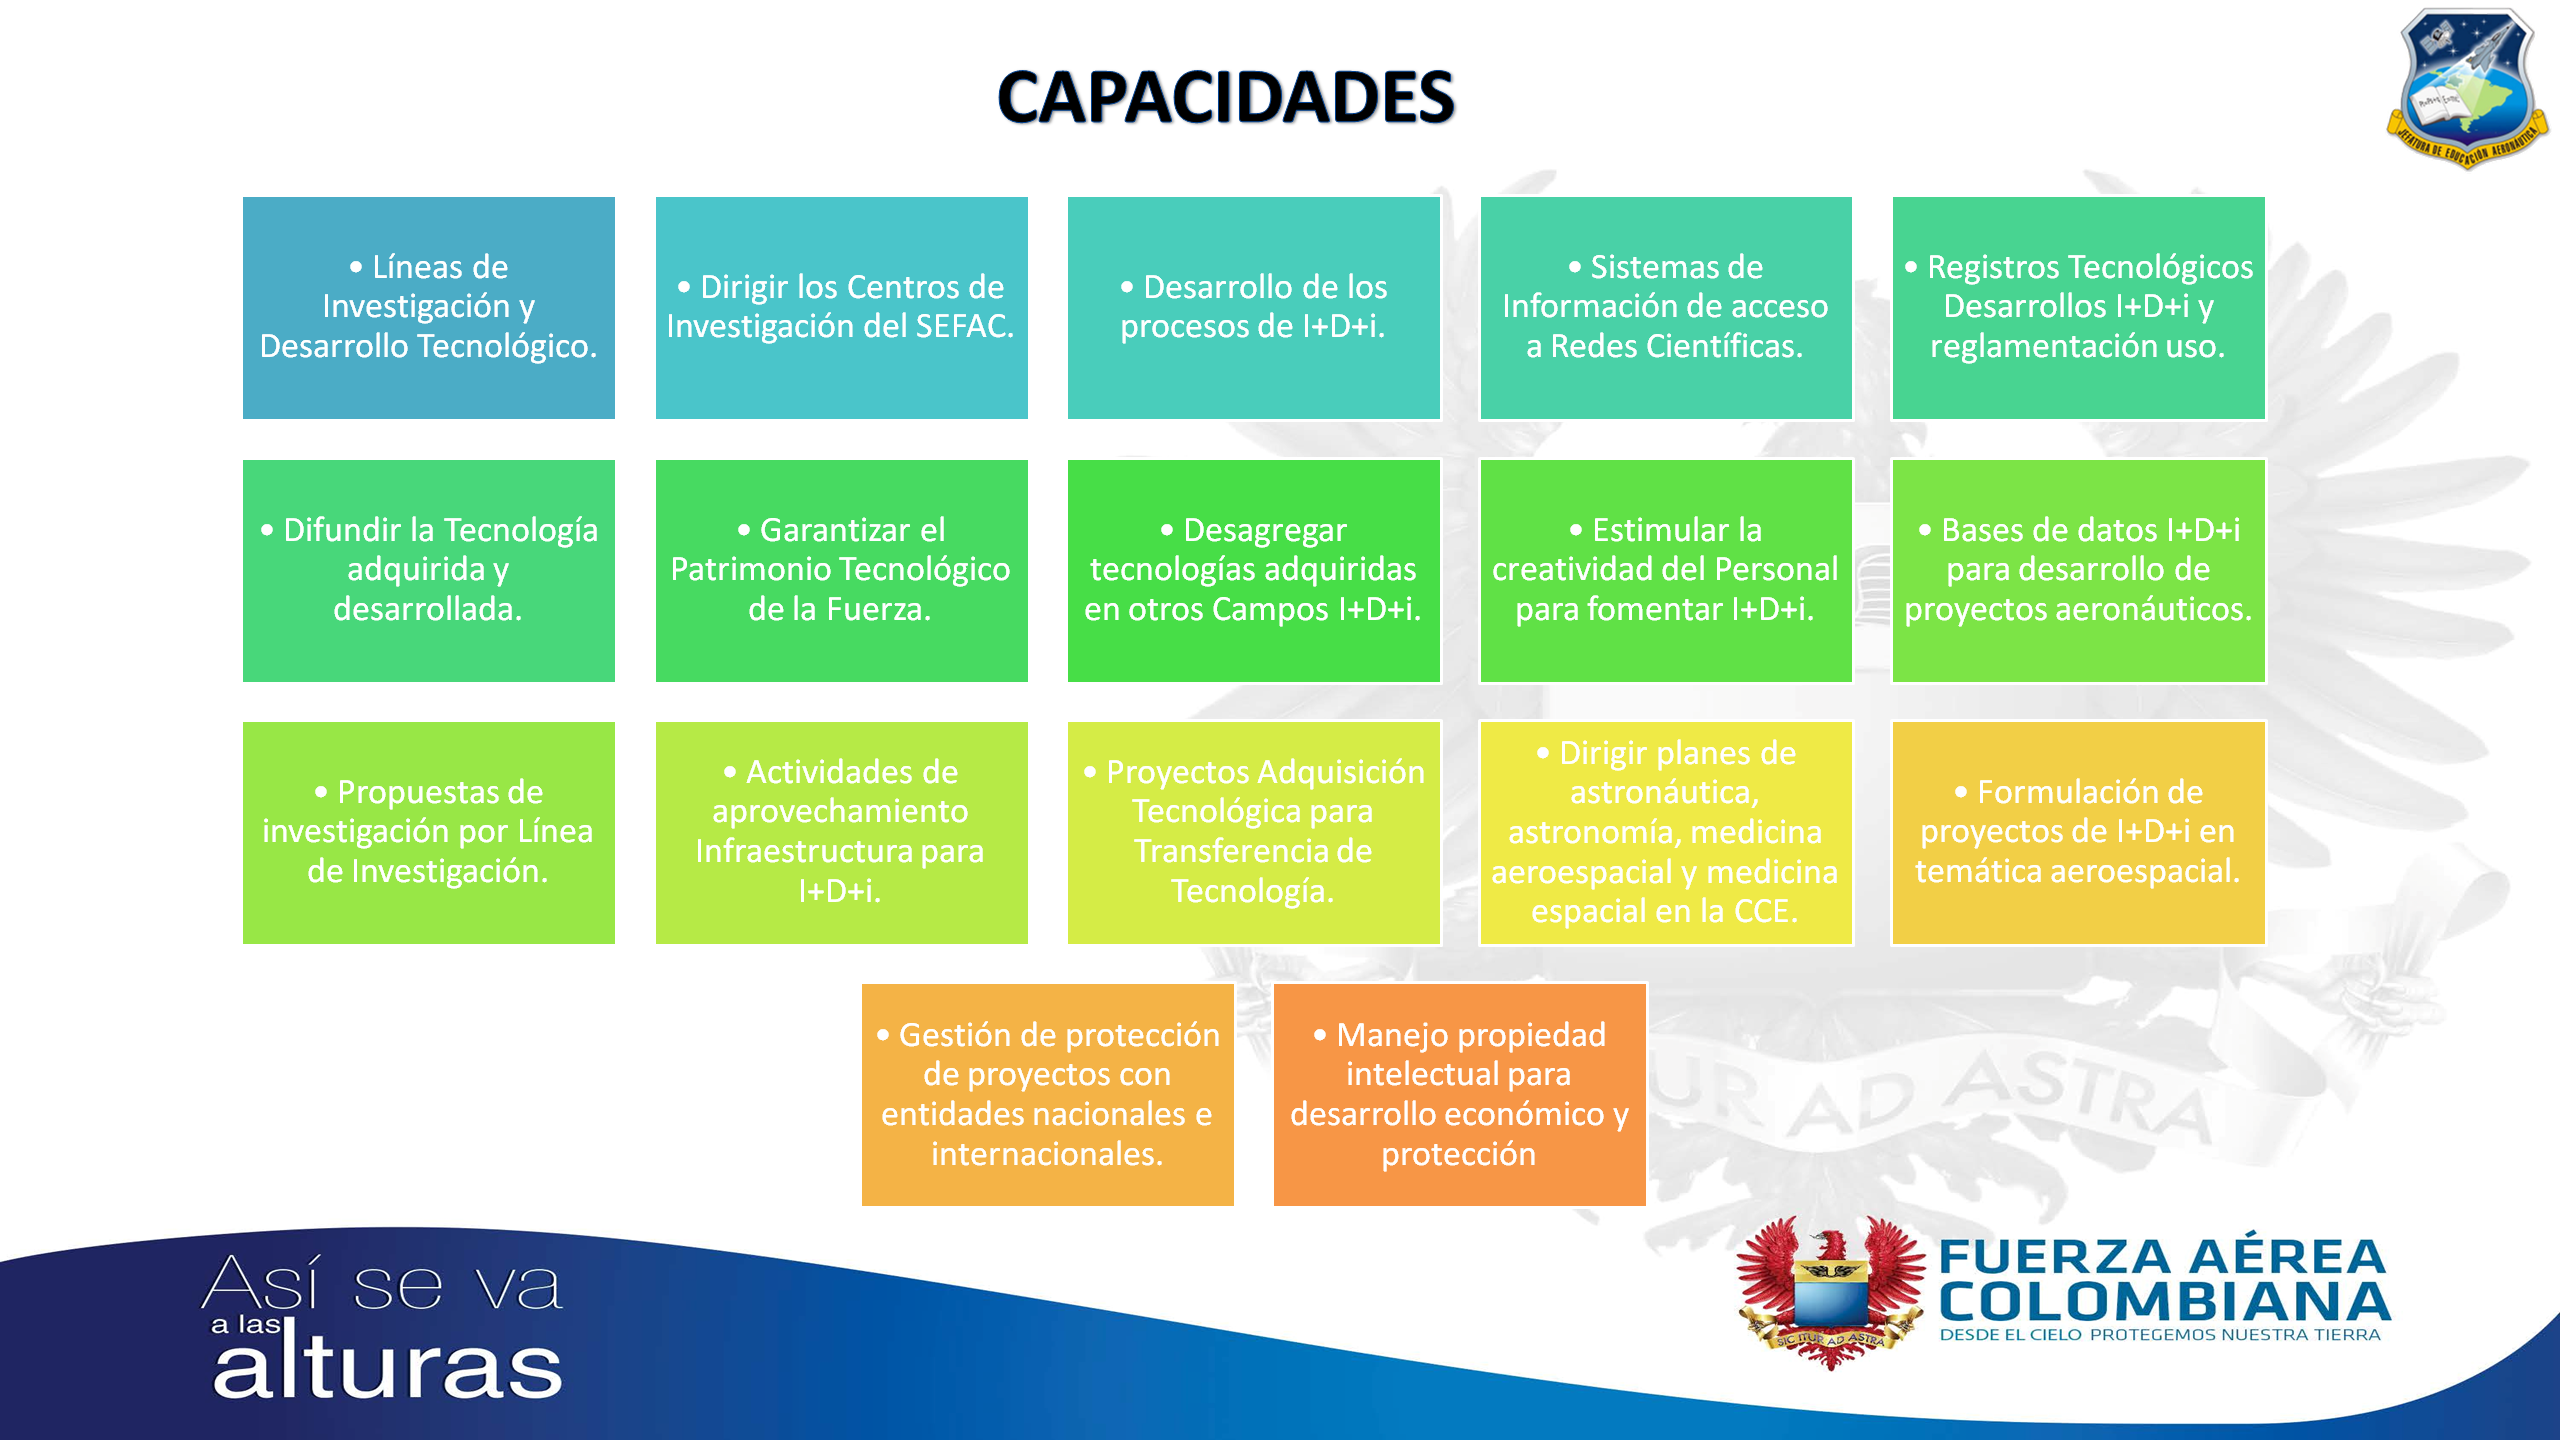 CAPACIDADES
JEFATURA DE EDUCACIÓN AERONÁUTICA
• Líneas de
Investigación y
Desarrollo Tecnológico.
• Dirigir los Centros de
Investigación del SEFAC.
• Desarrollo de los
procesos de I+D+i.
• Sistemas de
Información de acceso
a Redes Científicas.
• Registros Tecnológicos
Desarrollos I+D+i y
reglamentación uso.
• Difundir la Tecnología
adquirida y
desarrollada.
• Garantizar el
Patrimonio Tecnológico
de la Fuerza.
• Desagregar
tecnologías adquiridas
en otros Campos I+D+i.
• Estimular la
creatividad del Personal
para fomentar I+D+i.
• Bases de datos I+D+i
para desarrollo de
proyectos aeronáuticos.
• Propuestas de
investigación por Línea
de Investigación.
• Actividades de
aprovechamiento
Infraestructura para
I+D+i.
• Proyectos Adquisición
Tecnológica para
Transferencia de
Tecnología.
• Dirigir planes de
astronáutica,
astronomía, medicina
aeroespacial y medicina
espacial en la CCE.
• Formulación de
proyectos de I+D+i en
temática aeroespacial.
• Gestión de protección
de proyectos con
entidades nacionales e
internacionales.
• Manejo propiedad
intelectual para
desarrollo económico y
protección
UR AD ASTRA
Así se va
a las
alturas
SIC ITUR AD ASTRA
FUERZA AÉREA
COLOMBIANA
DESDE EL CIELO PROTEGEMOS NUESTRA TIERRA